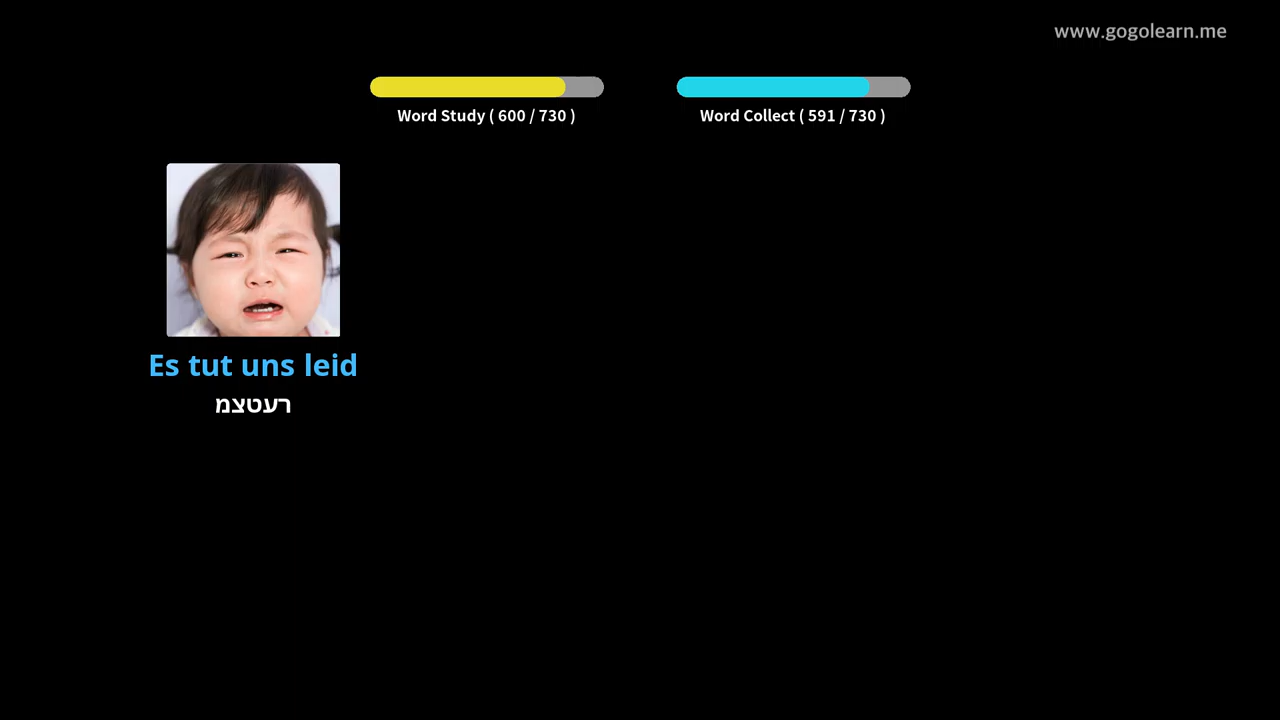 www.gogolearn.me
Word Study ( 600 / 730 )
Word Collect ( 591 / 730 )
Es tut uns leid
רעטצמ